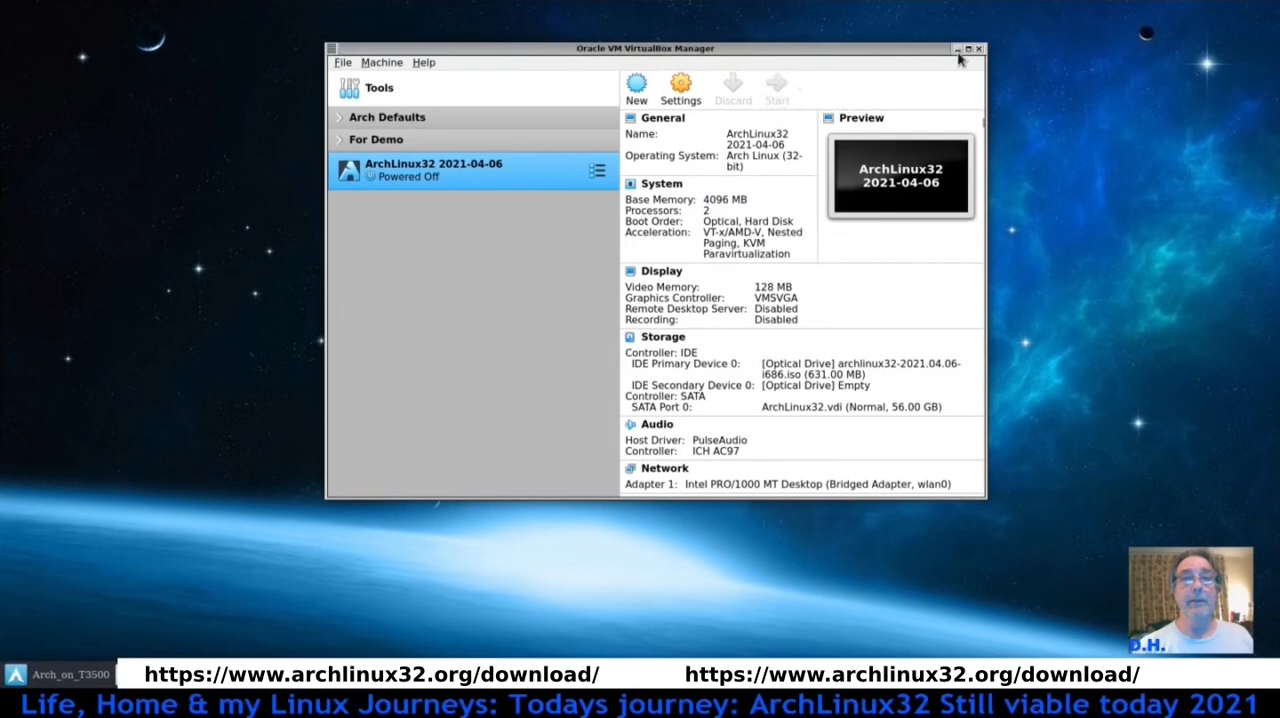 Oracle VM VirtualBox Manager
File Machine Help
Tools
New Settings Discard Start
Arch Defaults
For Demo
ArchLinux32 2021-04-06
Powered Off
General
Name: ArchLinux32
2021-04-06
Operating System: Arch Linux (32-
bit)
Preview
ArchLinux32
2021-04-06
System
Base Memory: 4096 MB
Processors: 2
Boot Order: Optical, Hard Disk
Acceleration: VT-x/AMD-V, Nested
Paging, KVM
Paravirtualization
Display
Video Memory: 128 MB
Graphics Controller: VMSVGA
Remote Desktop Server: Disabled
Recording: Disabled
Storage
Controller: IDE
IDE Primary Device 0: [Optical Drive] archlinux32-2021.04.06-
i686.iso (631.00 MB)
IDE Secondary Device 0: [Optical Drive] Empty
Controller: SATA
SATA Port 0: ArchLinux32.vdi (Normal, 56.00 GB)
Audio
Host Driver: PulseAudio
Controller: ICH AC97
Network
Adapter 1: Intel PRO/1000 MT Desktop (Bridged Adapter, wlan0)
D.H.
Arch_on_T3500
https://www.archlinux32.org/download/ https://www.archlinux32.org/download/
Life, Home & my Linux Journeys: Todays journey: ArchLinux32 Still viable today 2021